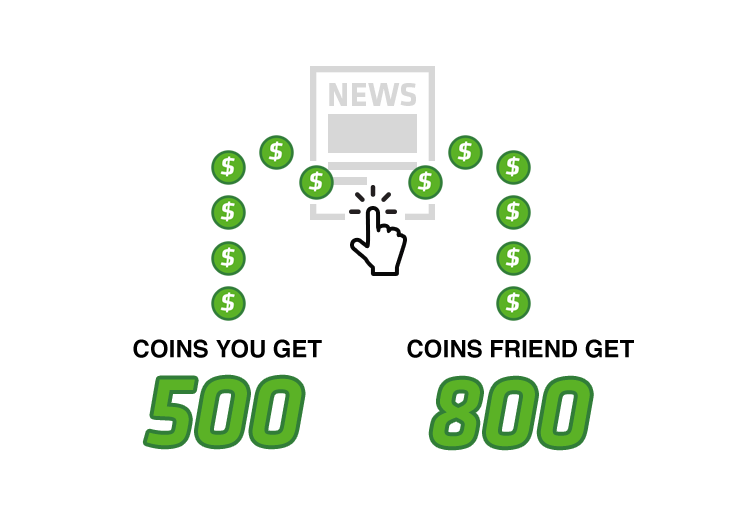 NEWS
$ $
$ $
$ $
$ $
$ $
$ $
COINS YOU GET
COINS FRIEND GET
500
800